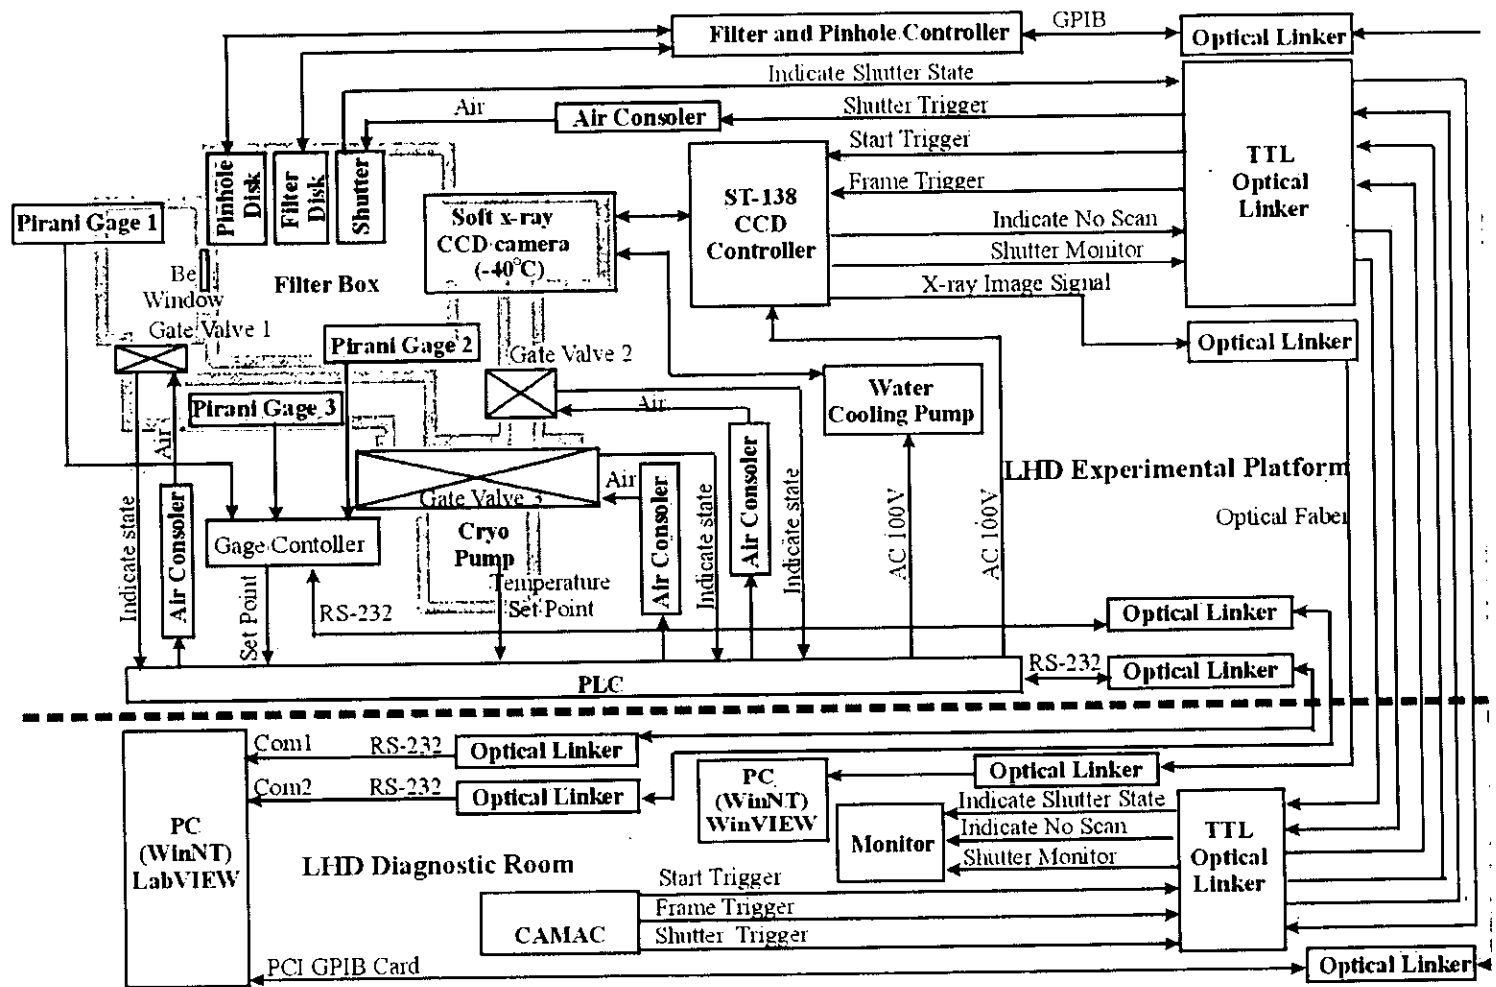 Filter and Pinhole Controller
GPIB
Optical Linker
Indicate Shutter State
Air
Air Consoler
Shutter Trigger
Start Trigger
Frame Trigger
TTL
Optical
Linker
Pinhole
Disk
Filter
Disk
Shutter
Pirani Gage 1
Soft x-ray
CCD camera
(-40°C)
ST-138
CCD
Controller
Indicate No Scan
Shutter Monitor
X-ray Image Signal
Be
Window
Filter Box
Gate Valve 1
Pirani Gage 2
Gate Valve 2
Optical Linker
Water
Cooling Pump
Pirani Gage 3
Air
Air
LHD Experimental Platform
Gate Valve 3
Air
Optical Faber
Indicate state
Air Consoler
Gage Contoller
Cryo
Pump
Air Consoler
Indicate state
Air Consoler
Indicate state
AC 100V
AC 100V
Set Point
RS-232
Temperature
Set Point
Optical Linker
PLC
RS-232
Optical Linker
Com1
RS-232
Optical Linker
Com2
RS-232
Optical Linker
PC
(WinNT)
WinVIEW
Optical Linker
Indicate Shutter State
Indicate No Scan
Shutter Monitor
Monitor
TTL
Optical
Linker
PC
(WinNT)
LabVIEW
LHD Diagnostic Room
Start Trigger
Frame Trigger
Shutter Trigger
CAMAC
PCI GPIB Card
Optical Linker